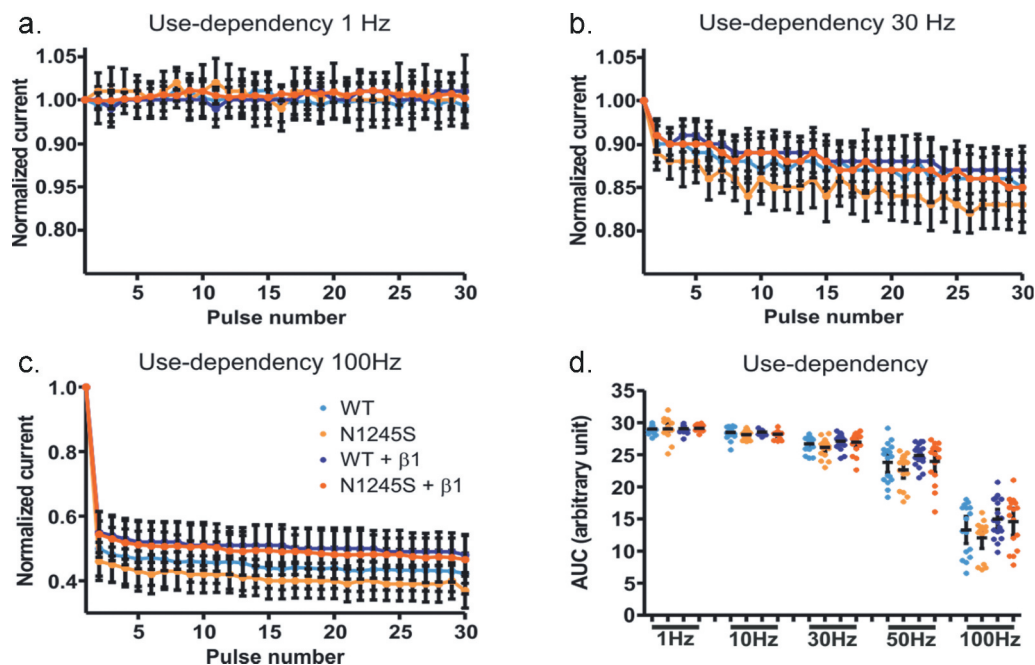 a. Use-dependency 1 Hz
Normalized current
1.05
1.00
0.90
0.95
0.80
5 10 15 20 25 30
Pulse number
b. Use-dependency 30 Hz
Normalized current
1.00
0.95
0.90
0.85
0.80
5 10 15 20 25 30
Pulse number
c. Use-dependency 100Hz
Normalized current
1.0
0.8
0.6
0.4
5 10 15 20 25 30
Pulse number
WT
N1245S
WT + β1
N1245S + β1
d. Use-dependency
AUC (arbitrary unit)
35
30
25
20
15
10
5
0
1Hz 10Hz 30Hz 50Hz 100Hz